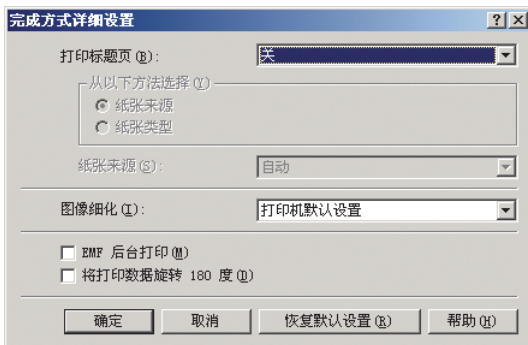 完成方式详细设置
打印标题页(B): 关
从以下方法选择(Y)
纸张来源
纸张类型
纸张来源(S): 自动
图像细化(I): 打印机默认设置
EMF 后台打印(M)
将打印数据旋转 180 度(D)
确定 取消 恢复默认设置(R) 帮助(H)